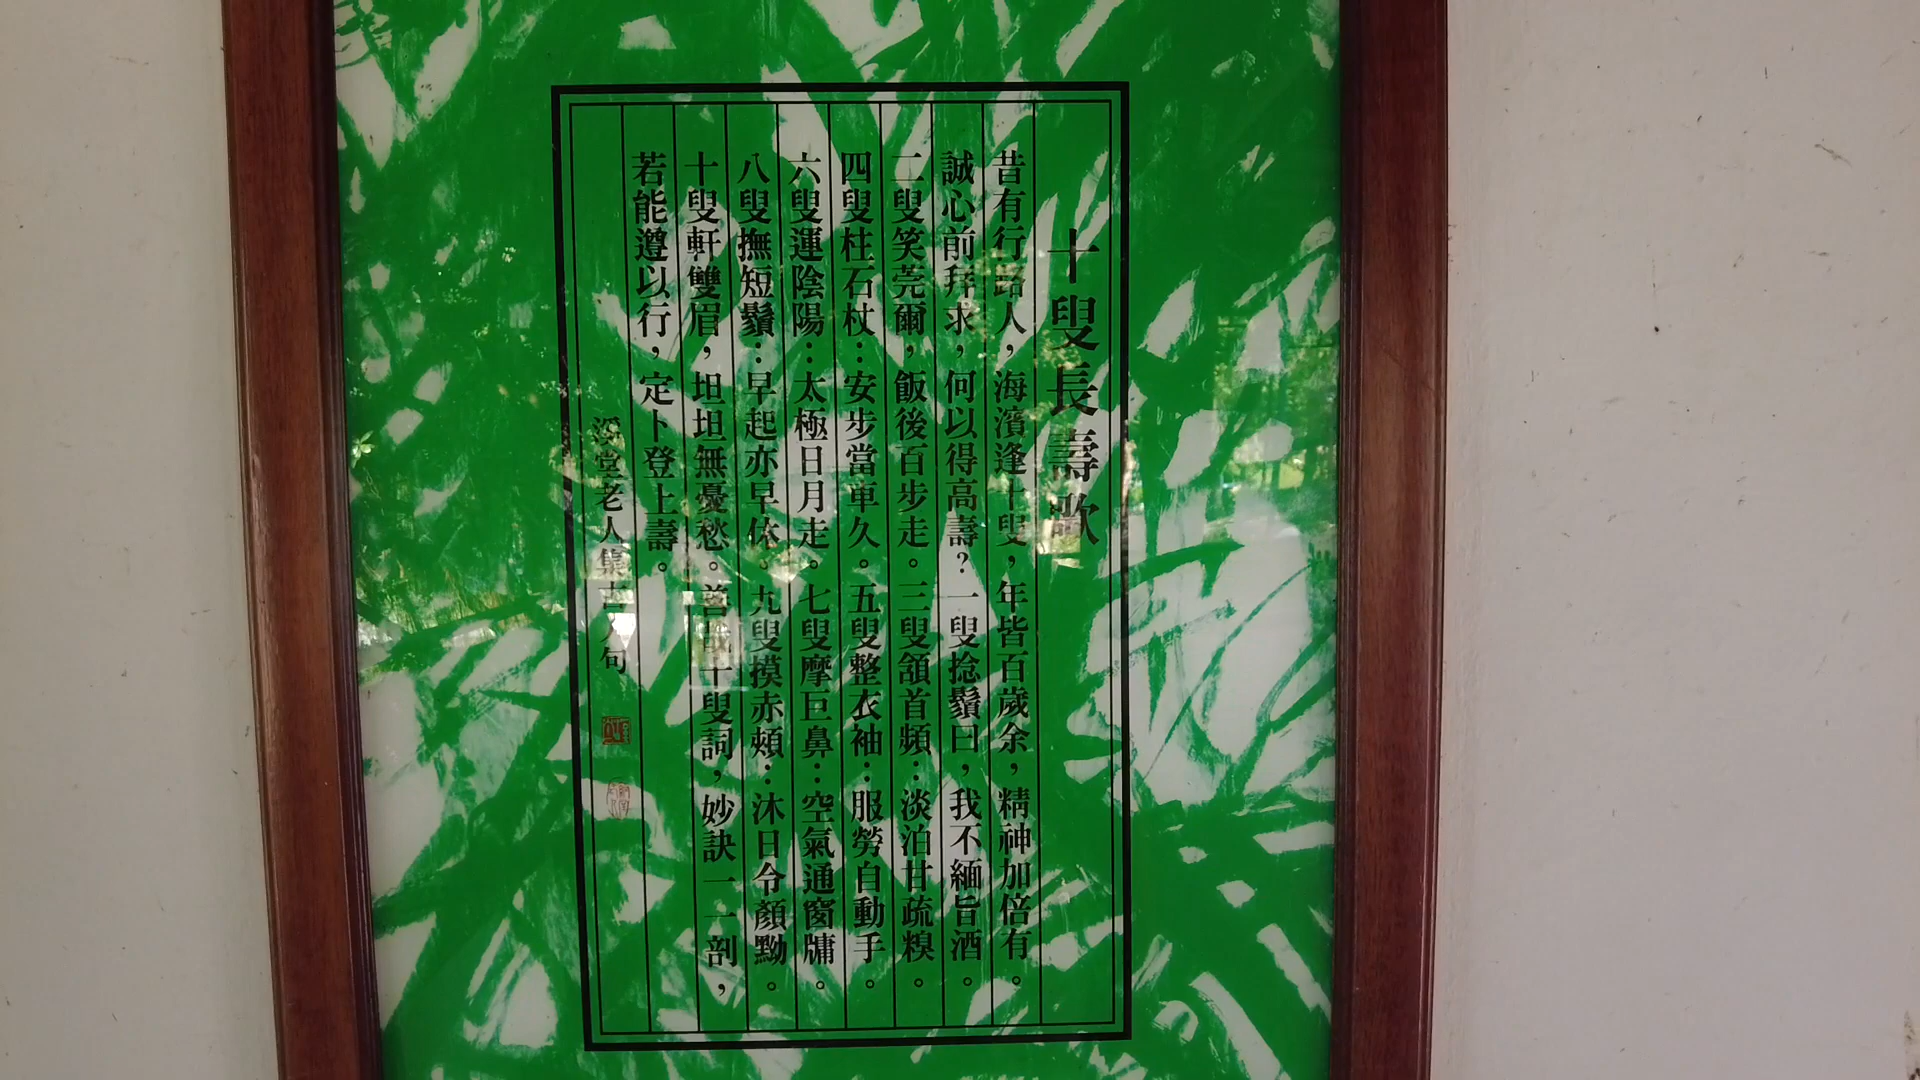 十叟長壽歌
昔有行路人，海濱逢十叟，年皆百歲余，精神加倍有。
誠心前拜求，何以得高壽？一叟捻鬚曰，我不緬旨酒。
二叟笑莞爾，飯後百步走。三叟頷首頻：淡泊甘疏糗。
四叟柱石杖：安步當車久。五叟整衣袖：服勞自動手。
六叟運陰陽：太極日月走。七叟摩巨鼻：空氣通窗牖。
八叟撫短鬚：早起亦早休。九叟摸赤頰：沐日令顏黝。
十叟軒雙眉，坦坦無憂愁。善哉十叟詞，妙訣一一剖，
若能遵以行，定卜登上壽。
堂老人集古人句